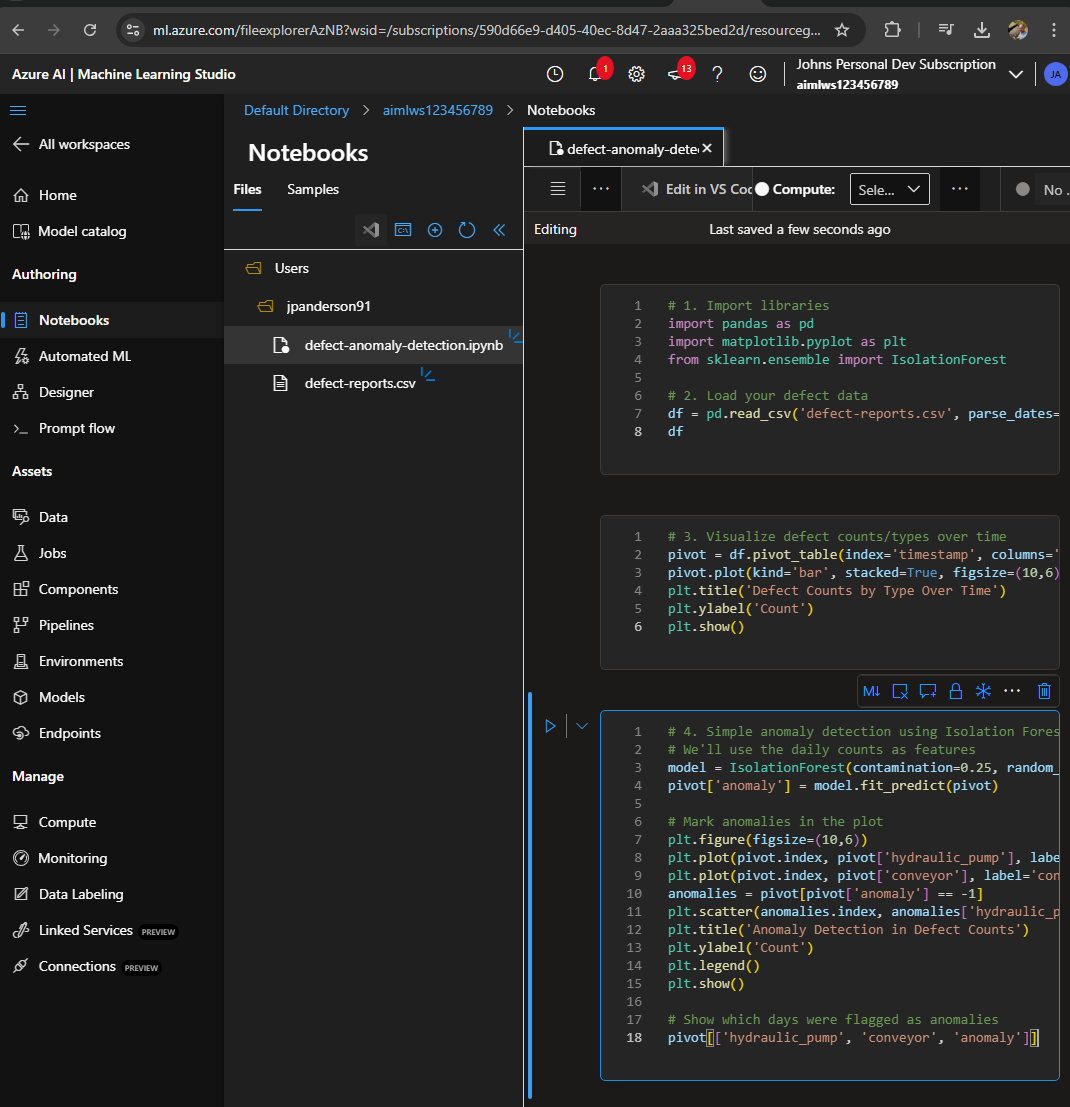 ml.azure.com/fileexplorerAzNB?wsid=/subscriptions/590d66e9-d405-40ec-8d47-2aaa325bed2d/resourceg...
Azure AI | Machine Learning Studio
1
13
Johns Personal Dev Subscription
aimlws123456789
JA
All workspaces
Home
Model catalog
Authoring
Notebooks
Automated ML
Designer
Prompt flow
Assets
Data
Jobs
Components
Pipelines
Environments
Models
Endpoints
Manage
Compute
Monitoring
Data Labeling
Linked Services PREVIEW
Connections PREVIEW
Default Directory > aimlws123456789 > Notebooks
Notebooks
Files Samples
Users
jpanderson91
defect-anomaly-detection.ipynb
defect-reports.csv
defect-anomaly-dete
Edit in VS Coc Compute: Sele... No .
Editing Last saved a few seconds ago
1 # 1. Import libraries
2 import pandas as pd
3 import matplotlib.pyplot as plt
4 from sklearn.ensemble import IsolationForest
5
6 # 2. Load your defect data
7 df = pd.read_csv('defect-reports.csv', parse_dates=
8 df
1 # 3. Visualize defect counts/types over time
2 pivot = df.pivot_table(index='timestamp', columns='
3 pivot.plot(kind='bar', stacked=True, figsize=(10,6)
4 plt.title('Defect Counts by Type Over Time')
5 plt.ylabel('Count')
6 plt.show()
M↓
1 # 4. Simple anomaly detection using Isolation Fores
2 # We'll use the daily counts as features
3 model = IsolationForest(contamination=0.25, random_
4 pivot['anomaly'] = model.fit_predict(pivot)
5
6 # Mark anomalies in the plot
7 plt.figure(figsize=(10,6))
8 plt.plot(pivot.index, pivot['hydraulic_pump'], labe
9 plt.plot(pivot.index, pivot['conveyor'], label='con
10 anomalies = pivot[pivot['anomaly'] == -1]
11 plt.scatter(anomalies.index, anomalies['hydraulic_p
12 plt.title('Anomaly Detection in Defect Counts')
13 plt.ylabel('Count')
14 plt.legend()
15 plt.show()
16
17 # Show which days were flagged as anomalies
18 pivot[['hydraulic_pump', 'conveyor', 'anomaly']]